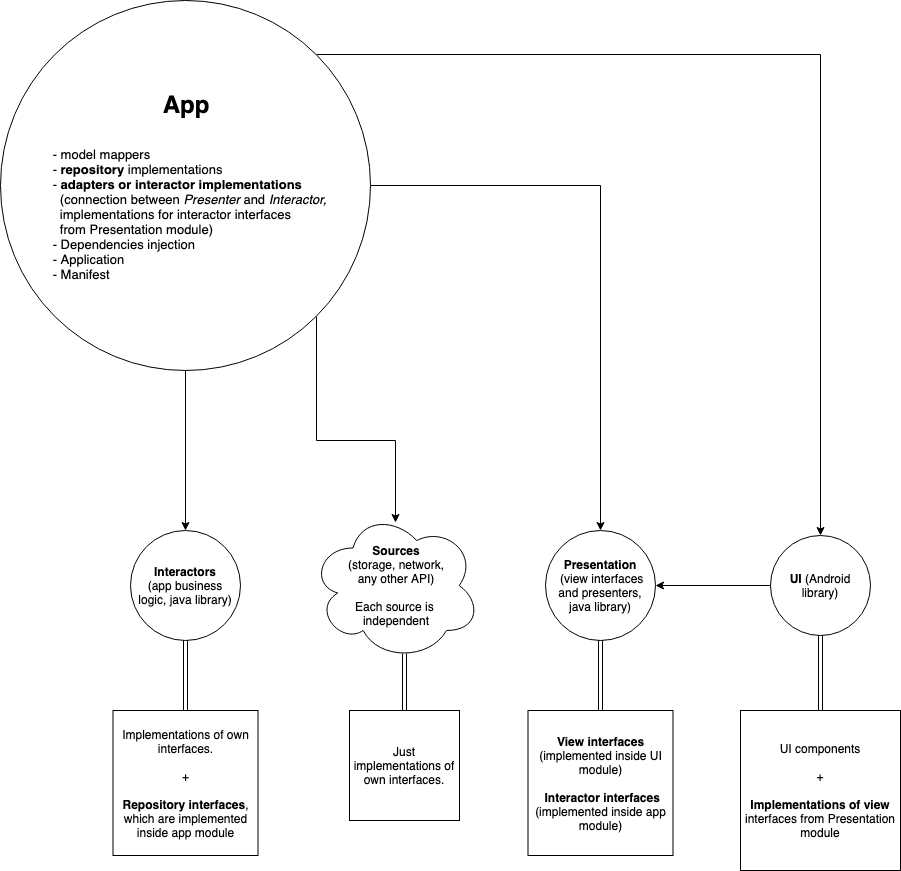 App
- model mappers
- repository implementations
- adapters or interactor implementations
(connection between Presenter and Interactor,
implementations for interactor interfaces
from Presentation module)
- Dependencies injection
- Application
- Manifest
Interactors
(app business
logic, java library)
Sources
(storage, network,
any other API)
Each source is
independent
Presentation
(view interfaces
and presenters,
java library)
UI (Android
library)
Implementations of own
interfaces.
+
Repository interfaces,
which are implemented
inside app module
Just
implementations of
own interfaces.
View interfaces
(implemented inside UI
module)
Interactor interfaces
(implemented inside app
module)
UI components
+
Implementations of view
interfaces from Presentation
module